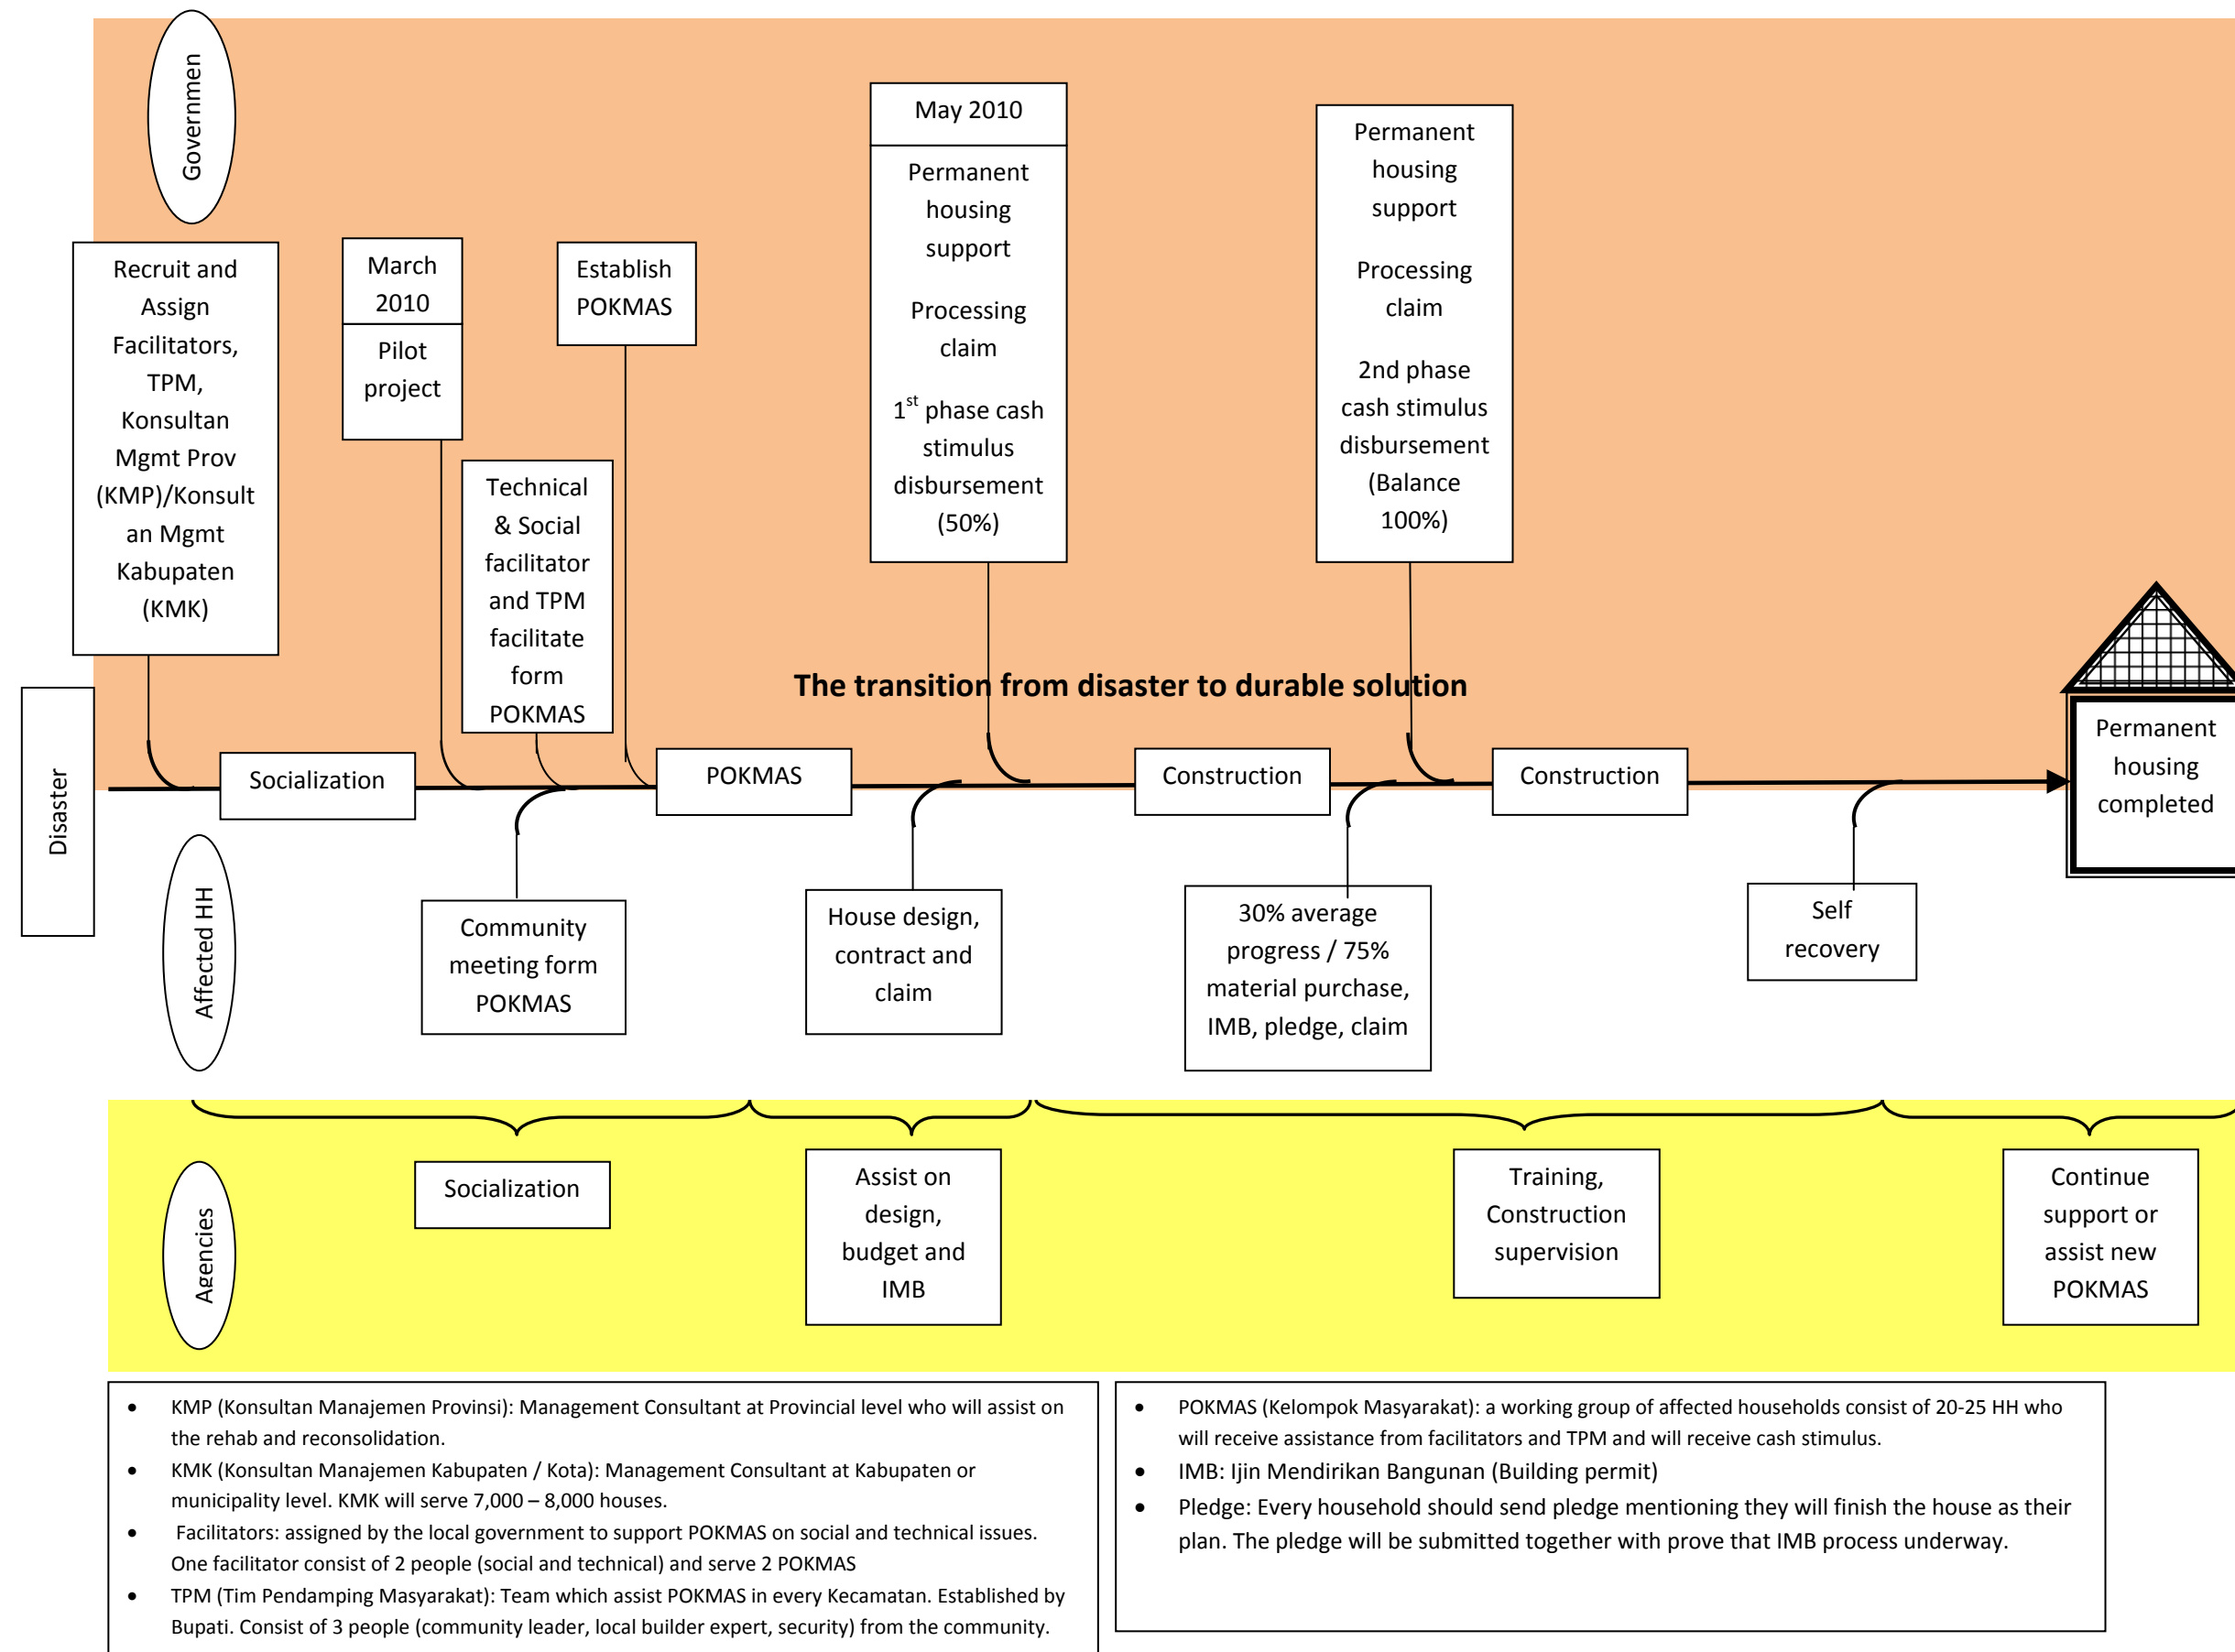 Governmen
Recruit and
Assign
Facilitators,
TPM,
Konsultan
Mgmt Prov
(KMP)/Konsult
an Mgmt
Kabupaten
(KMK)
March
2010
Pilot
project
Technical
& Social
facilitator
and TPM
facilitate
form
POKMAS
Establish
POKMAS
May 2010
Permanent
housing
support
Processing
claim
1st phase cash
stimulus
disbursement
(50%)
Permanent
housing
support
Processing
claim
2nd phase
cash stimulus
disbursement
(Balance
100%)
The transition from disaster to durable solution
Disaster
Socialization
POKMAS
Construction
Construction
Permanent
housing
completed
Affected HH
Community
meeting form
POKMAS
House design,
contract and
claim
30% average
progress / 75%
material purchase,
IMB, pledge, claim
Self
recovery
Agencies
Socialization
Assist on
design,
budget and
IMB
Training,
Construction
supervision
Continue
support or
assist new
POKMAS
• KMP (Konsultan Manajemen Provinsi): Management Consultant at Provincial level who will assist on
the rehab and reconsolidation.
• KMK (Konsultan Manajemen Kabupaten / Kota): Management Consultant at Kabupaten or
municipality level. KMK will serve 7,000 – 8,000 houses.
• Facilitators: assigned by the local government to support POKMAS on social and technical issues.
One facilitator consist of 2 people (social and technical) and serve 2 POKMAS
• TPM (Tim Pendamping Masyarakat): Team which assist POKMAS in every Kecamatan. Established by
Bupati. Consist of 3 people (community leader, local builder expert, security) from the community.
• POKMAS (Kelompok Masyarakat): a working group of affected households consist of 20-25 HH who
will receive assistance from facilitators and TPM and will receive cash stimulus.
• IMB: Ijin Mendirikan Bangunan (Building permit)
• Pledge: Every household should send pledge mentioning they will finish the house as their
plan. The pledge will be submitted together with prove that IMB process underway.